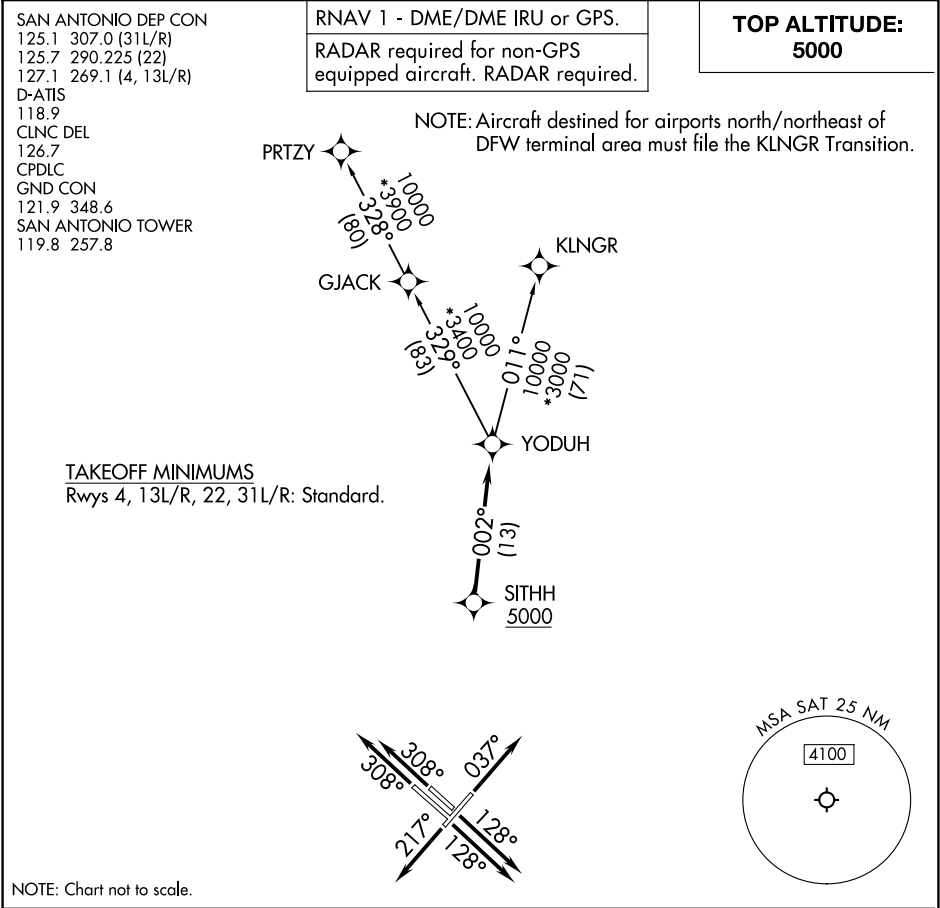 SAN ANTONIO DEP CON
125.1 307.0 (31L/R)
125.7 290.225 (22)
127.1 269.1 (4, 13L/R)
D-ATIS
118.9
CLNC DEL
126.7
CPDLC
GND CON
121.9 348.6
SAN ANTONIO TOWER
119.8 257.8
RNAV 1 - DME/DME IRU or GPS.
RADAR required for non-GPS
equipped aircraft. RADAR required.
TOP ALTITUDE:
5000
NOTE: Aircraft destined for airports north/northeast of
DFW terminal area must file the KLNGR Transition.
PRTZY
10000
*3900
328°
(80)
KLNGR
GJACK
10000
*3400
329°
(83)
011°
10000
*3000
(71)
YODUH
TAKEOFF MINIMUMS
Rwys 4, 13L/R, 22, 31L/R: Standard.
002°
(13)
SITHH
5000
308°
308°
037°
217°
128°
128°
MSA SAT 25 NM
4100
NOTE: Chart not to scale.